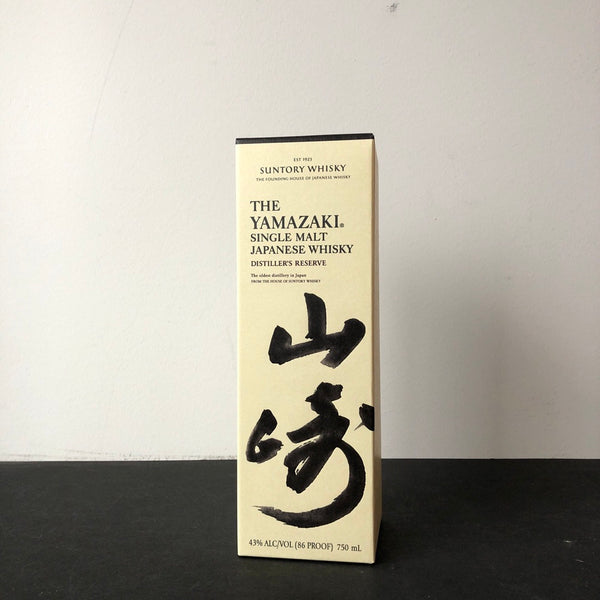 EST 1923
SUNTORY WHISKY
THE FOUNDING HOUSE OF JAPANESE WHISKY
THE
YAMAZAKI®
SINGLE MALT
JAPANESE WHISKY
DISTILLER'S RESERVE
The oldest distillery in Japan
FROM THE HOUSE OF SUNTORY WHISKY
山
崎
43% ALC/VOL (86 PROOF) 750 mL